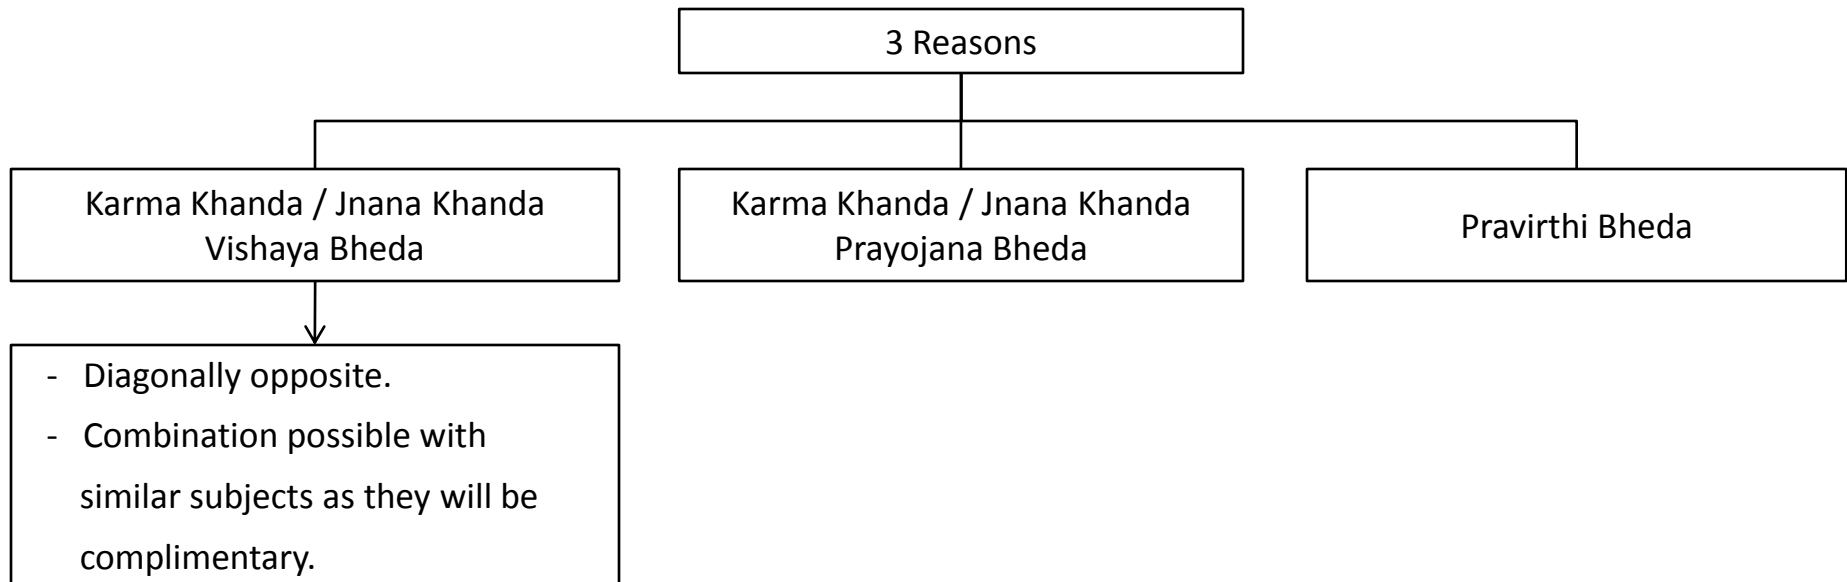 3 Reasons
Karma Khanda / Jnana Khanda
Vishaya Bheda
Karma Khanda / Jnana Khanda
Prayojana Bheda
Pravirthi Bheda
- Diagonally opposite.
- Combination possible with
similar subjects as they will be
complimentary.